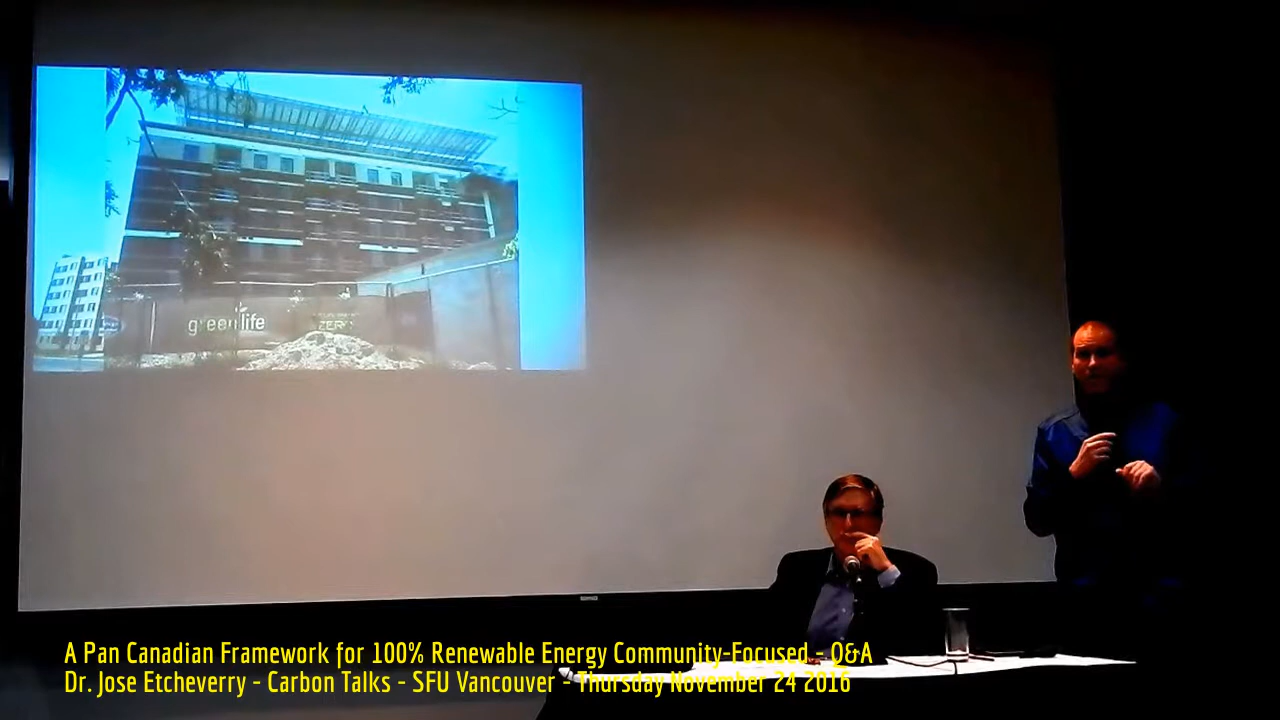 green life
ZERO
A Pan Canadian Framework for 100% Renewable Energy Community-Focused - Q&A
Dr. Jose Etcheverry - Carbon Talks - SFU Vancouver - Thursday November 24 2016